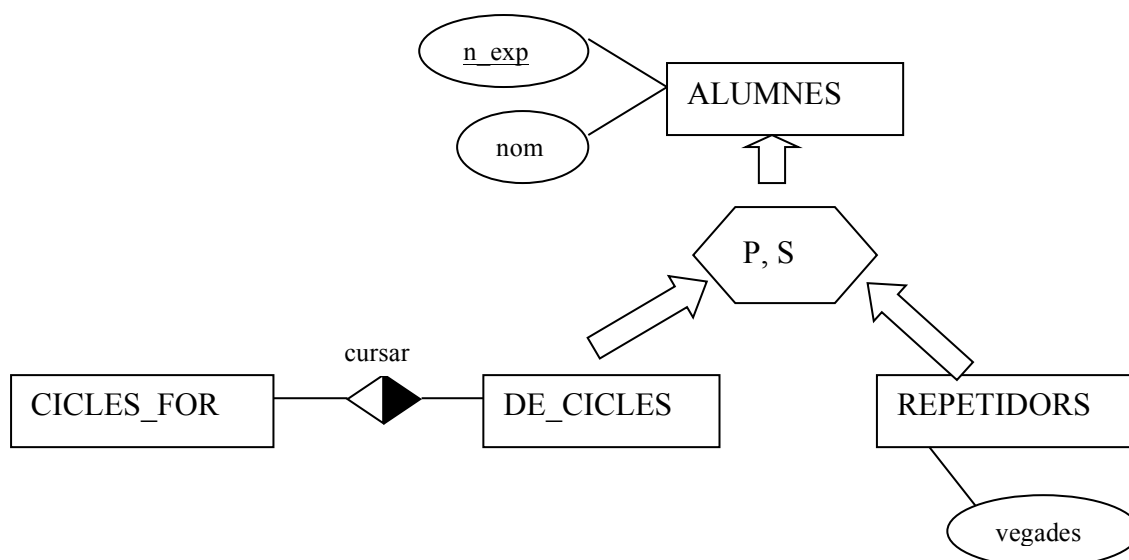 n_exp
ALUMNES
nom
P, S
cursar
CICLES_FOR
DE_CICLES
REPETIDORS
vegades